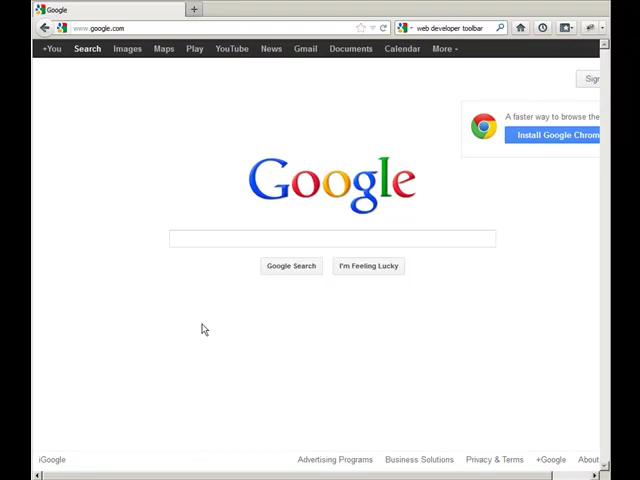 Google
www.google.com
web developer toolbar
+You Search Images Maps Play YouTube News Gmail Documents Calendar More
Sign
A faster way to browse the
Install Google Chrom
Google
Google Search I'm Feeling Lucky
iGoogle Advertising Programs Business Solutions Privacy & Terms +Google About